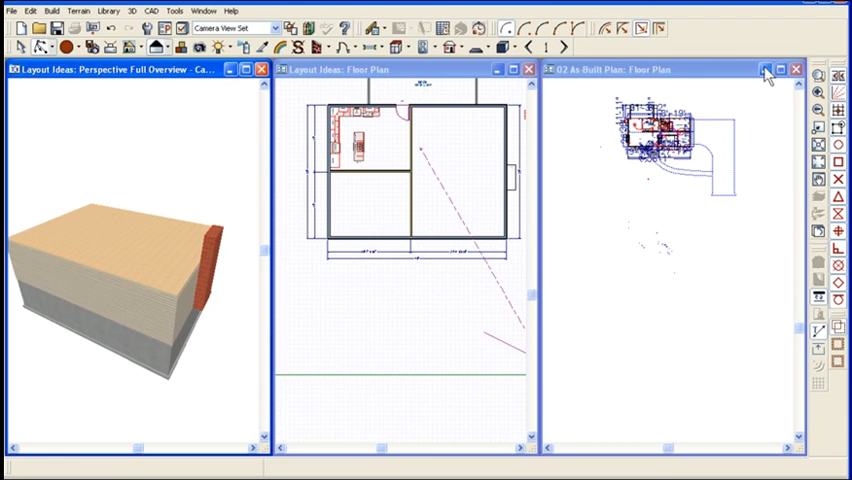 File Edit Build Terrain Library 3D CAD Tools Window Help
Camera View Set
Layout Ideas: Perspective Full Overview - Ca...
Layout Ideas: Floor Plan
02 As-Built Plan: Floor Plan